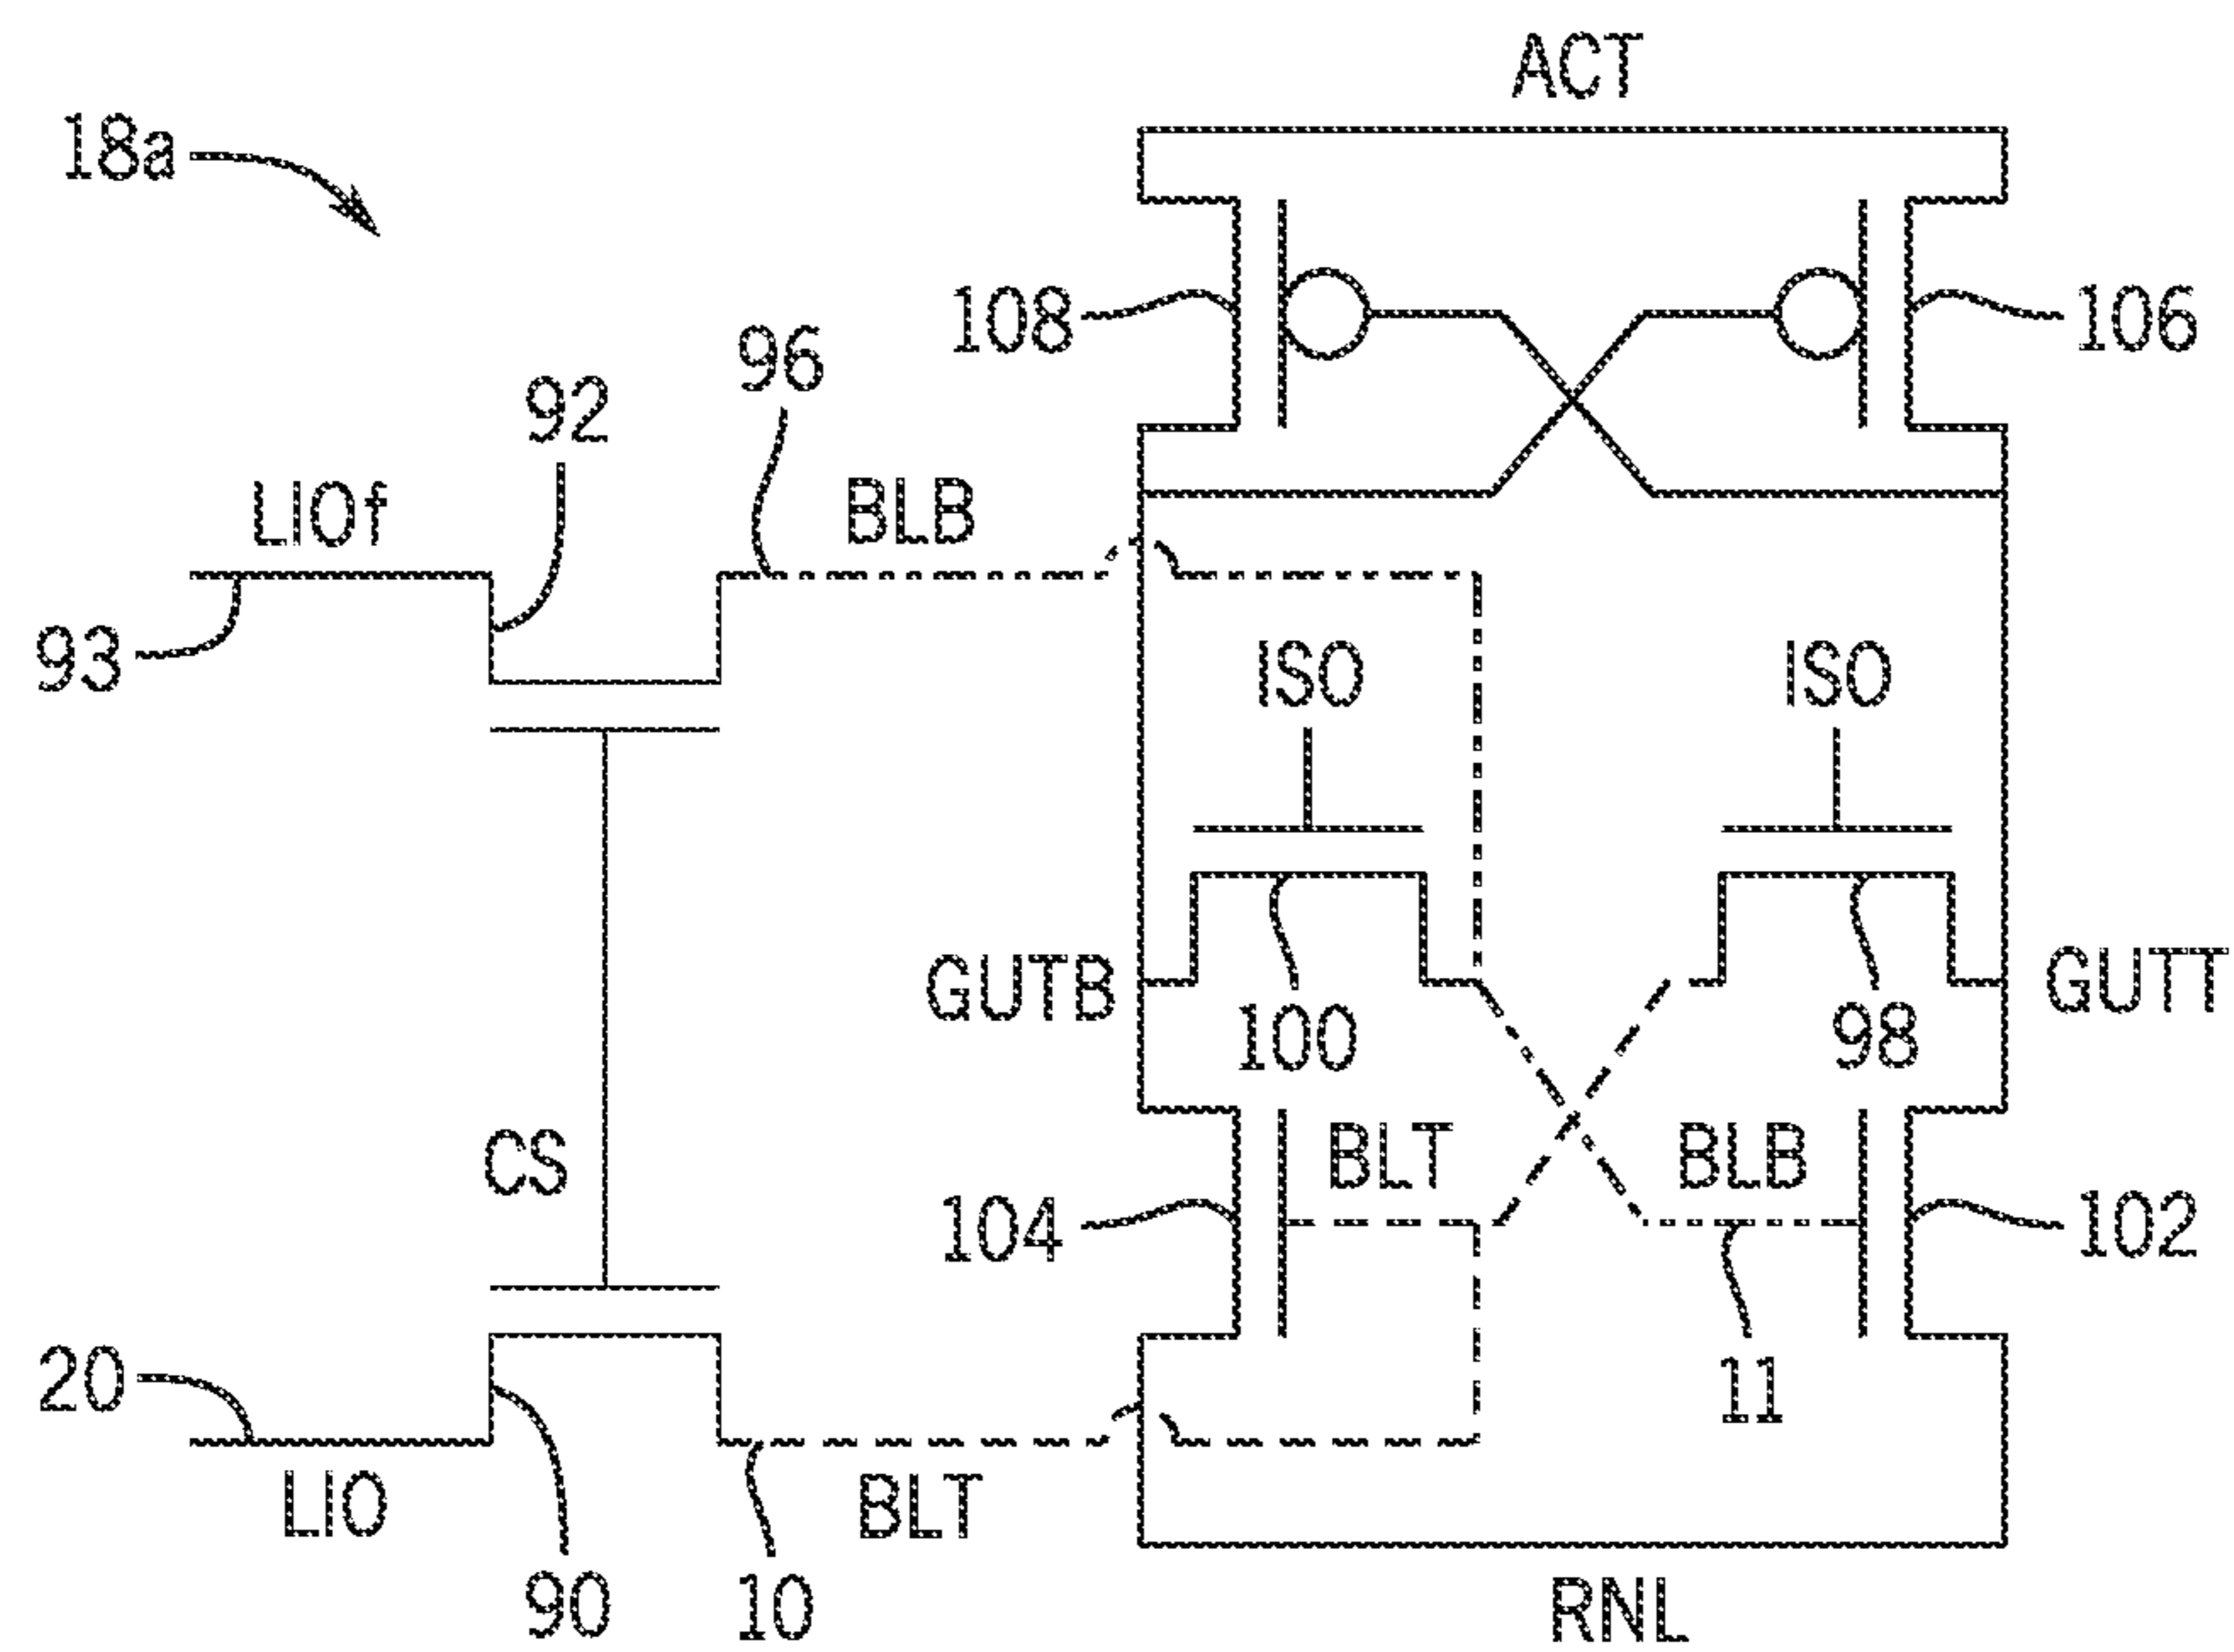 ACT
18a
108
106
96
92
LIOf
BLB
93
ISO
ISO
GUTB
GUTT
100
98
CS
BLT
BLB
104
102
20
11
LIO
BLT
90
10
RNL